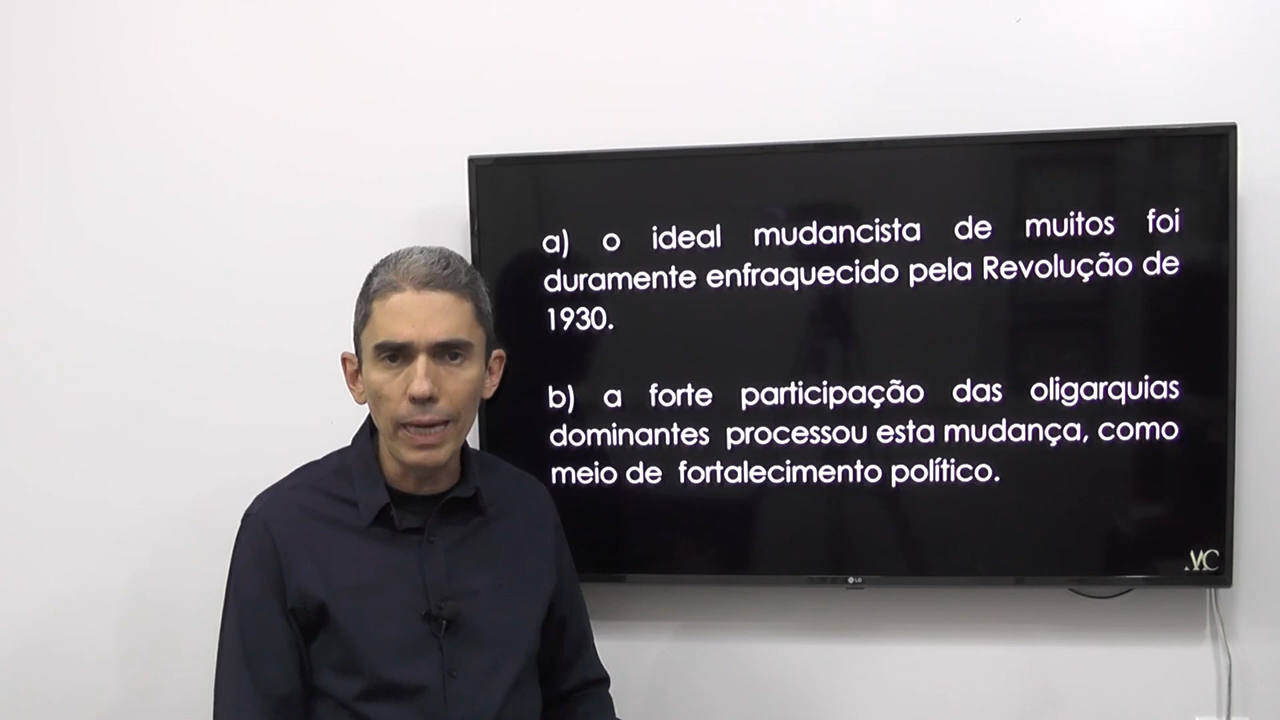 a) o ideal mudancista de muitos foi
duramente enfraquecido pela Revolução de
1930.
b) a forte participação das oligarquias
dominantes processou esta mudança, como
meio de fortalecimento político.
MC
LG